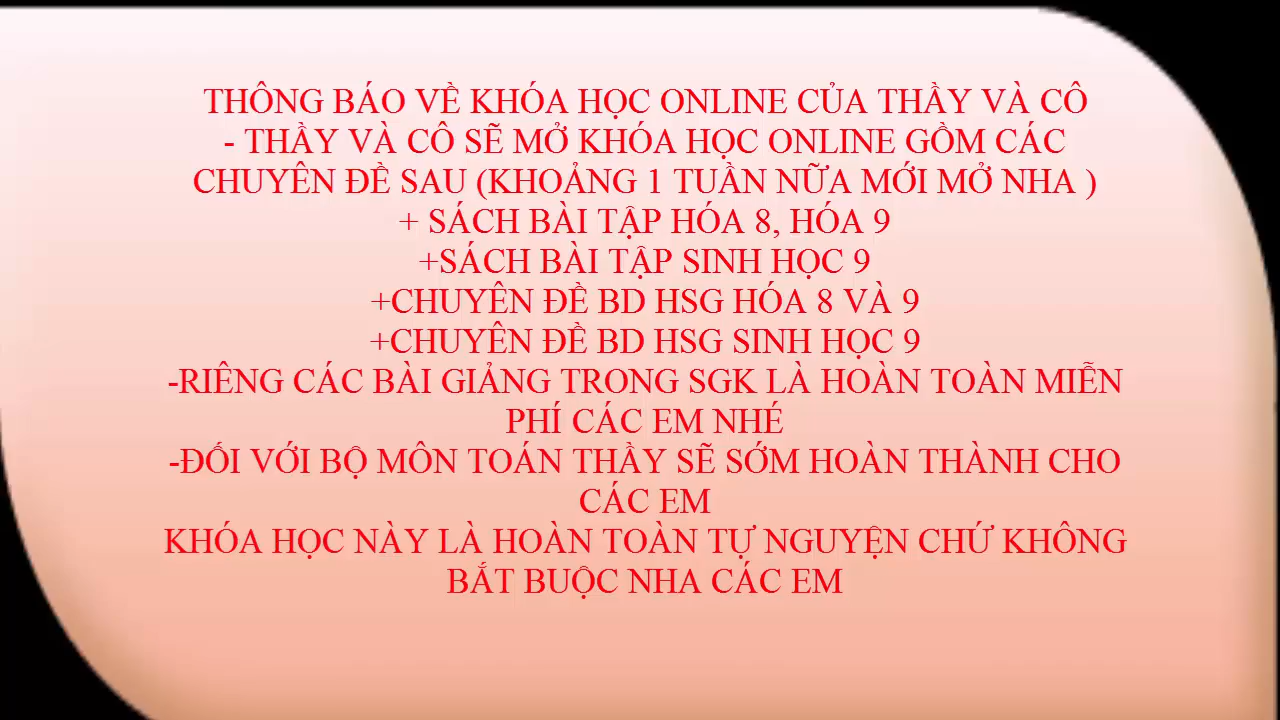 THÔNG BÁO VỀ KHÓA HỌC ONLINE CỦA THẦY VÀ CÔ
- THẦY VÀ CÔ SẼ MỞ KHÓA HỌC ONLINE GỒM CÁC
CHUYÊN ĐỀ SAU (KHOẢNG 1 TUẦN NỮA MỚI MỞ NHA )
+ SÁCH BÀI TẬP HÓA 8, HÓA 9
+SÁCH BÀI TẬP SINH HỌC 9
+CHUYÊN ĐỀ BD HSG HÓA 8 VÀ 9
+CHUYÊN ĐỀ BD HSG SINH HỌC 9
-RIÊNG CÁC BÀI GIẢNG TRONG SGK LÀ HOÀN TOÀN MIỄN
PHÍ CÁC EM NHÉ
-ĐỐI VỚI BỘ MÔN TOÁN THẦY SẼ SỚM HOÀN THÀNH CHO
CÁC EM
KHÓA HỌC NÀY LÀ HOÀN TOÀN TỰ NGUYỆN CHỨ KHÔNG
BẮT BUỘC NHA CÁC EM